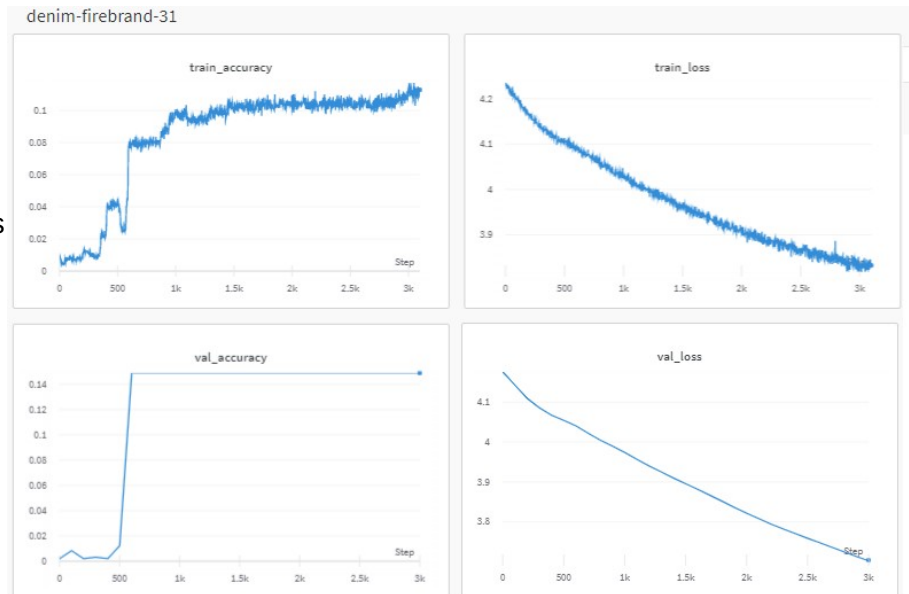 denim-firebrand-31
train_accuracy
0.1
0.08
0.06
0.04
0.02
0
Step
0 500 1k 1.5k 2k 2.5k 3k
train_loss
4.2
4.1
4
3.9
0 500 1k 1.5k 2k 2.5k 3k
s
val_accuracy
0.14
0.12
0.1
0.08
0.06
0.04
0.02
0
Step
0 500 1k 1.5k 2k 2.5k 3k
val_loss
4.1
4
3.9
3.8
Step
0 500 1k 1.5k 2k 2.5k 3k